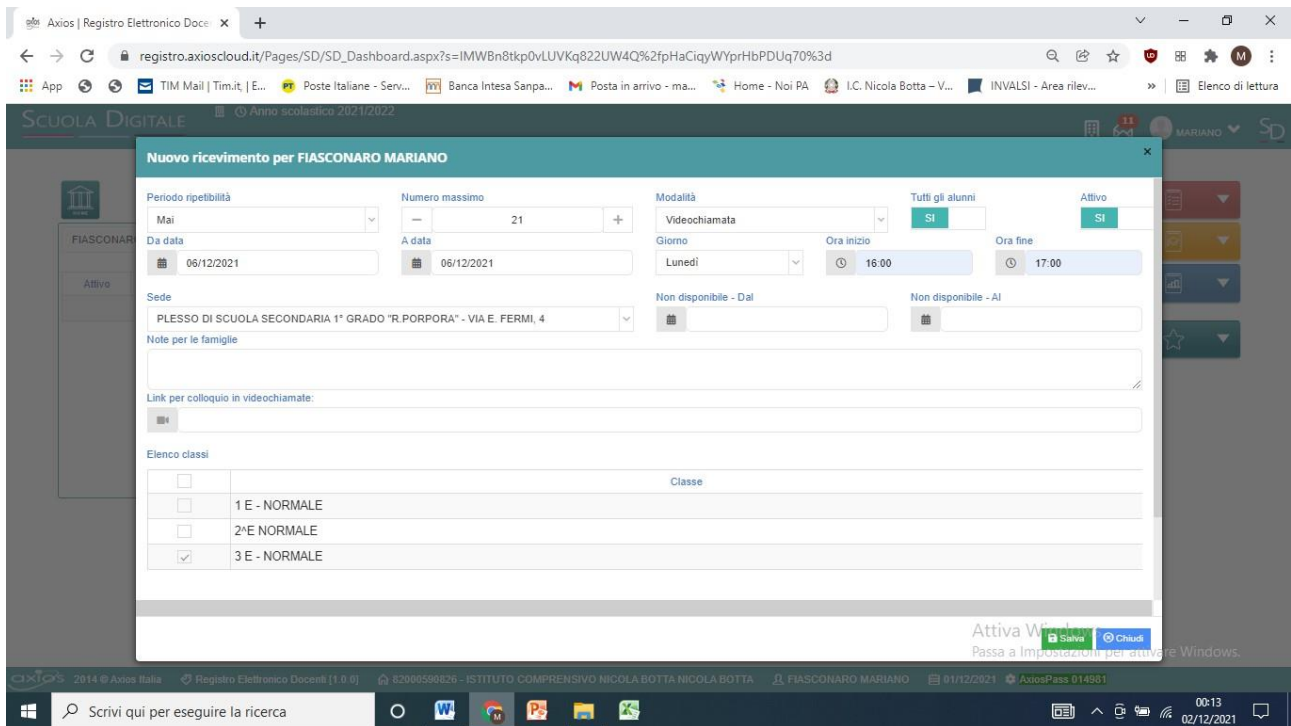 Axios | Registro Elettronico Doce
registro.axioscloud.it/Pages/SD/SD_Dashboard.aspx?s=IMWBn8tkp0vLUVKq822UW4Q%2fpHaCiqyWYprHbPDUq70%3d
M
App TIM Mail | Tim.it, | E... Poste Italiane - Serv... Banca Intesa Sanpa... Posta in arrivo - ma... Home - Noi PA I.C. Nicola Botta – V... INVALSI - Area rilev... » Elenco di lettura
SCUOLA DIGITALE Anno scolastico 2021/2022 11 MARIANO SD
Nuovo ricevimento per FIASCONARO MARIANO ×
Periodo ripetibilità Numero massimo Modalità Tutti gli alunni Attivo
Mai 21 Videochiamata SI SI
HOME
FIASCONAR
Da data A data Giorno Ora inizio Ora fine
06/12/2021 06/12/2021 Lunedì 16:00 17:00
Attivo
Sede Non disponibile - Dal Non disponibile - Al
PLESSO DI SCUOLA SECONDARIA 1° GRADO "R.PORPORA" - VIA E. FERMI, 4
Note per le famiglie
Link per colloquio in videochiamate:
Elenco classi
Classe
1 E - NORMALE
2^E NORMALE
3 E - NORMALE
Attiva Windows
Salva Chiudi
Passa a Impostazioni per attivare Windows.
axios 2014 © Axios Italia Registro Elettronico Docenti [1.0.0] 82000590826 - ISTITUTO COMPRENSIVO NICOLA BOTTA NICOLA BOTTA FIASCONARO MARIANO 01/12/2021 AxiosPass 014981
Scrivi qui per eseguire la ricerca 00:13
02/12/2021